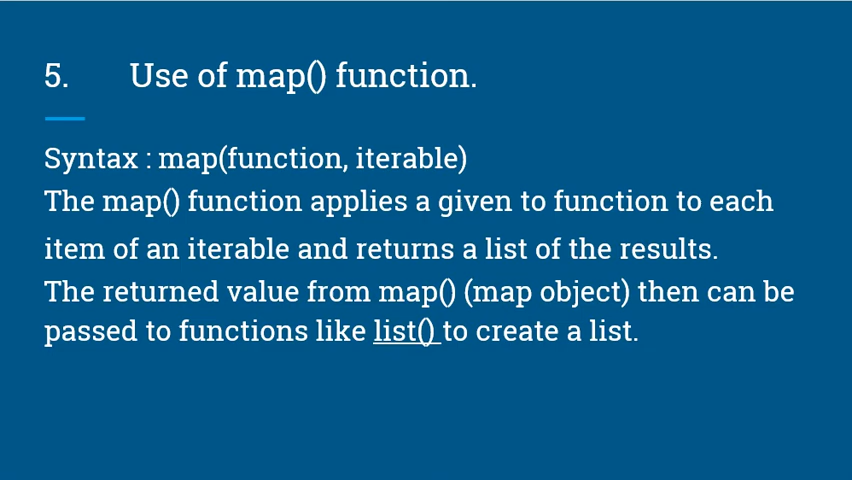 5. Use of map() function.
Syntax : map(function, iterable)
The map() function applies a given to function to each
item of an iterable and returns a list of the results.
The returned value from map() (map object) then can be
passed to functions like list() to create a list.